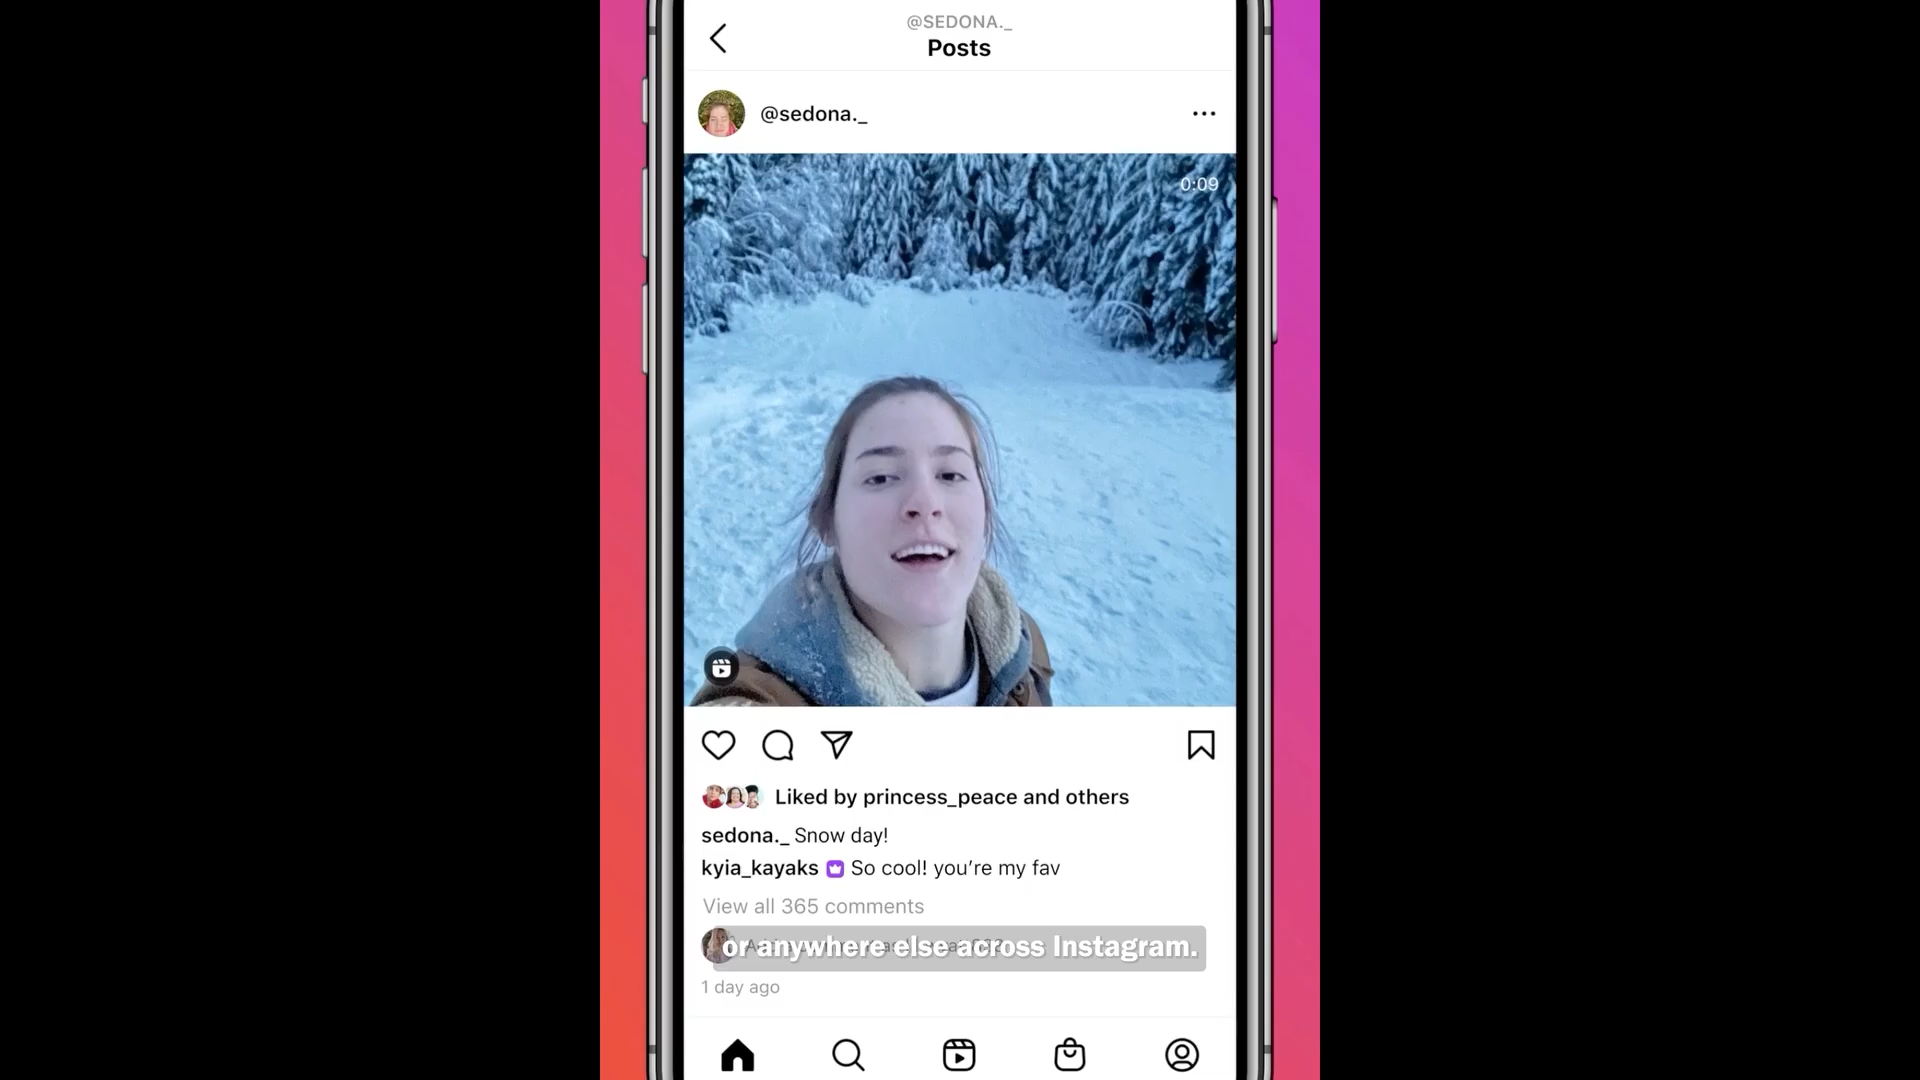 @SEDONA._
Posts
@sedona._
0:09
Liked by princess_peace and others
sedona._ Snow day!
kyia_kayaks So cool! you’re my fav
View all 365 comments
or anywhere else across Instagram.
1 day ago